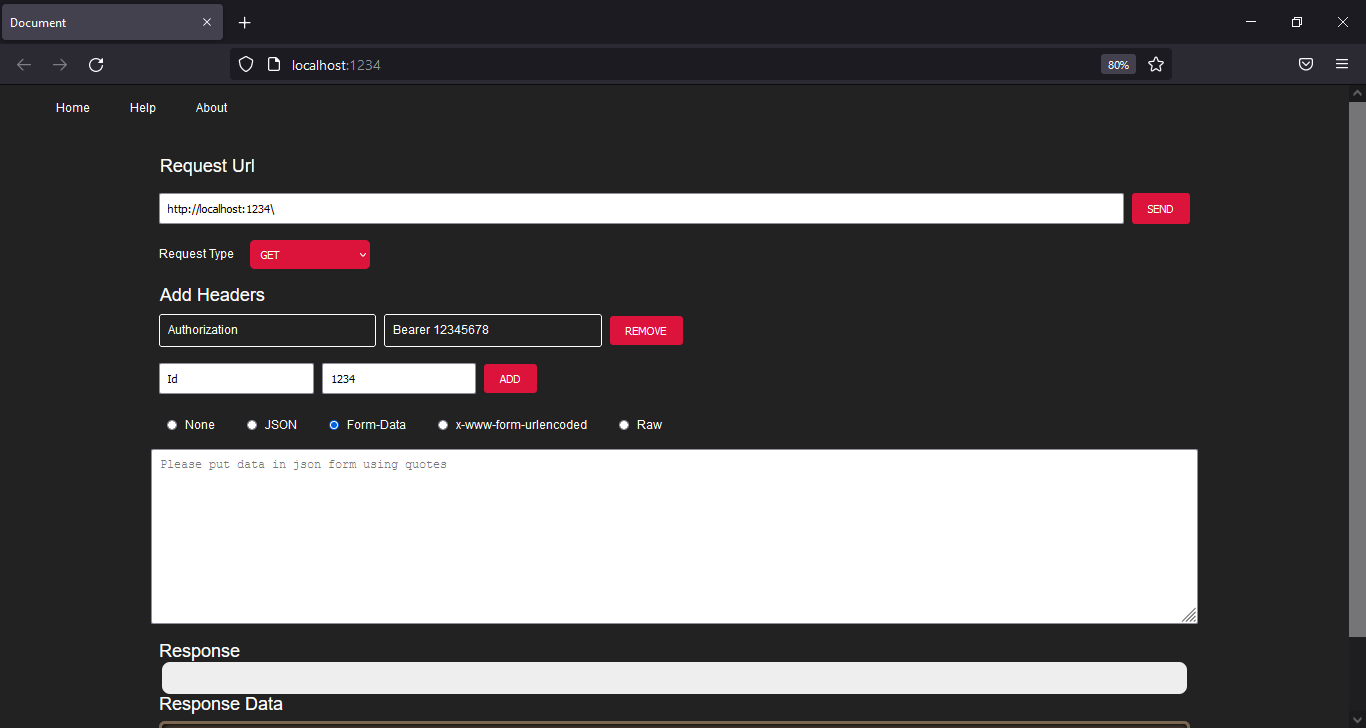 Document
localhost:1234 80%
Home Help About
Request Url
http://localhost:1234\ SEND
Request Type GET
Add Headers
Authorization Bearer 12345678 REMOVE
Id 1234 ADD
None JSON Form-Data x-www-form-urlencoded Raw
Please put data in json form using quotes
Response
Response Data